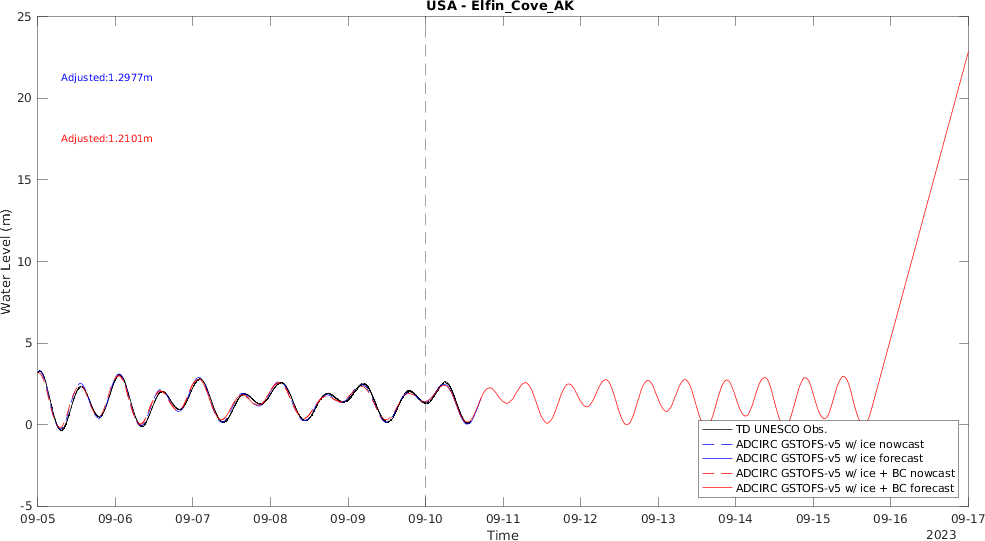 USA - Elfin_Cove_AK
25
20
15
10
5
0
-5
Water Level (m)
Adjusted:1.2977m
Adjusted:1.2101m
TD UNESCO Obs.
ADCIRC GSTOFS-v5 w/ ice nowcast
ADCIRC GSTOFS-v5 w/ ice forecast
ADCIRC GSTOFS-v5 w/ ice + BC nowcast
ADCIRC GSTOFS-v5 w/ ice + BC forecast
09-05 09-06 09-07 09-08 09-09 09-10 09-11 09-12 09-13 09-14 09-15 09-16 09-17
Time
2023